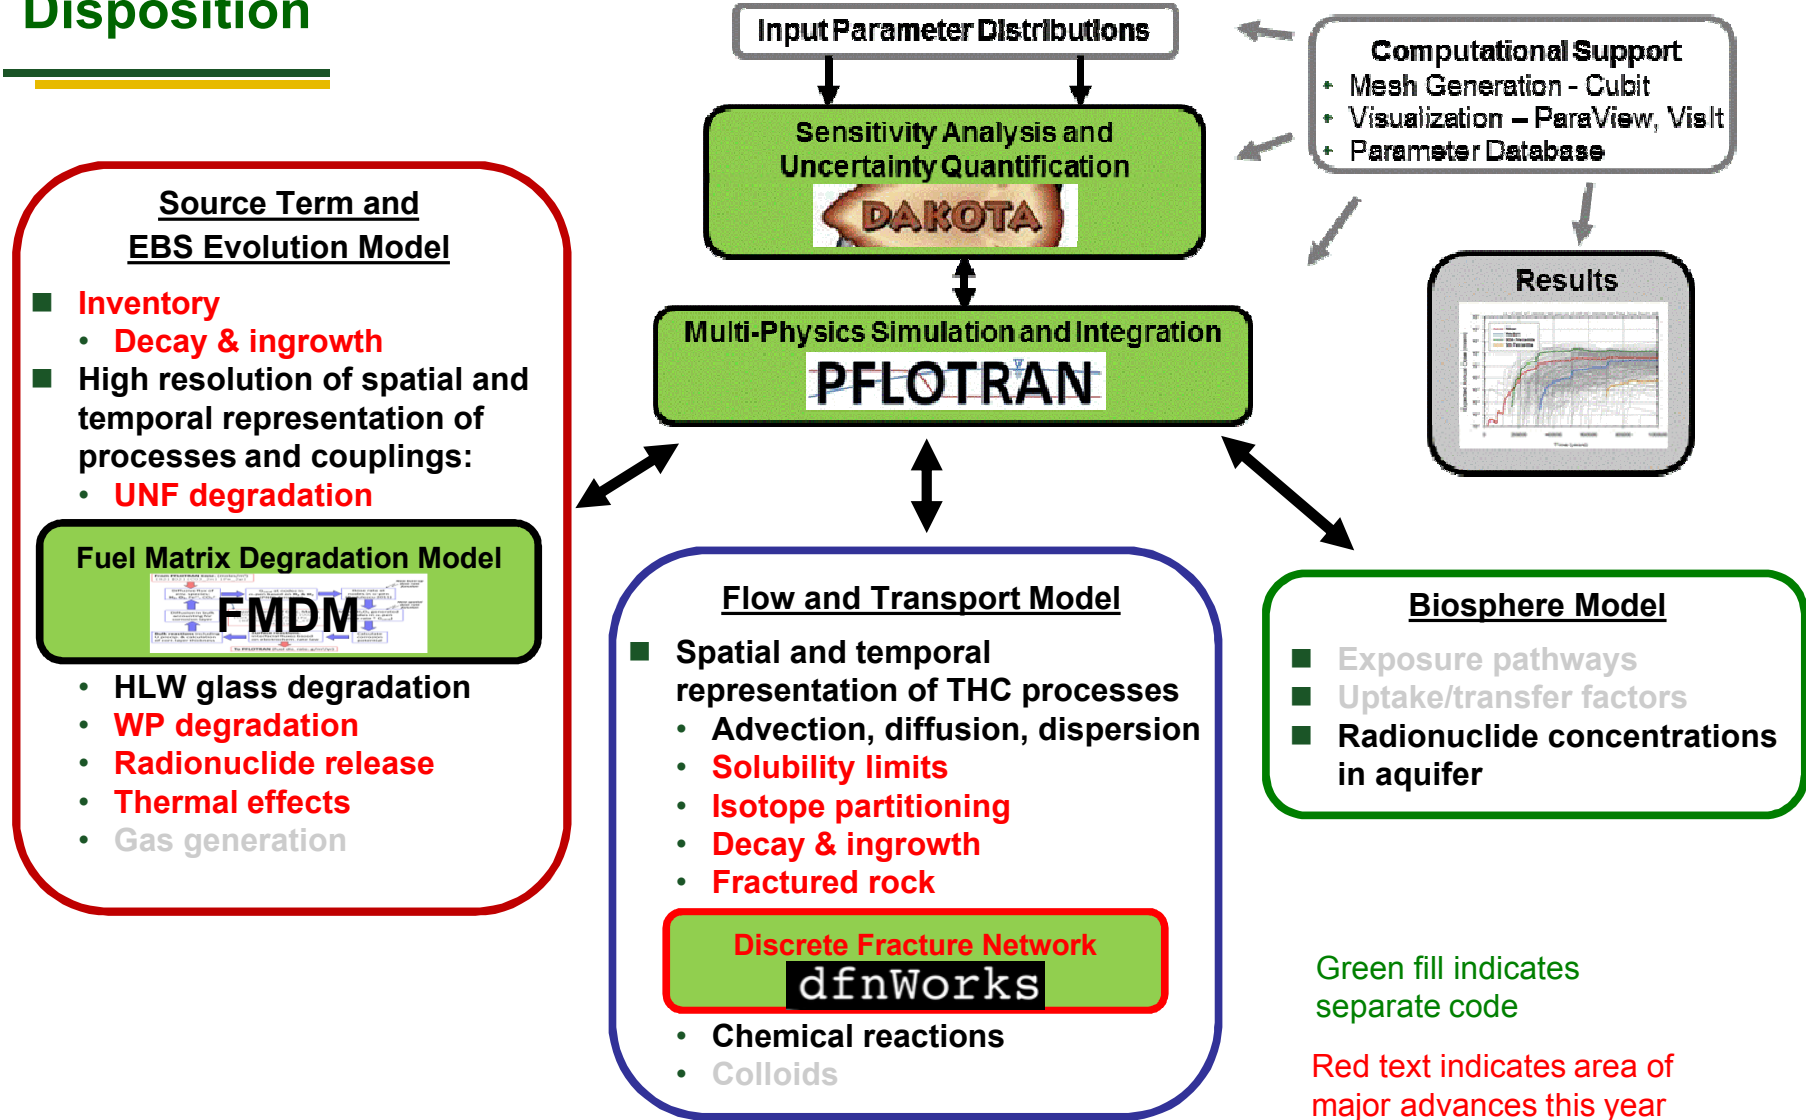 Disposition
Input Parameter Distributions
Computational Support
• Mesh Generation - Cubit
• Visualization – ParaView, VisIt
• Parameter Database
Sensitivity Analysis and
Uncertainty Quantification
DAKOTA
Multi-Physics Simulation and Integration
PFLOTRAN
Results
Source Term and
EBS Evolution Model
Inventory
• Decay & ingrowth
High resolution of spatial and
temporal representation of
processes and couplings:
• UNF degradation
Fuel Matrix Degradation Model
FMDM
• HLW glass degradation
• WP degradation
• Radionuclide release
• Thermal effects
• Gas generation
Flow and Transport Model
Spatial and temporal
representation of THC processes
• Advection, diffusion, dispersion
• Solubility limits
• Isotope partitioning
• Decay & ingrowth
• Fractured rock
Discrete Fracture Network
dfnWorks
• Chemical reactions
• Colloids
Biosphere Model
Exposure pathways
Uptake/transfer factors
Radionuclide concentrations
in aquifer
Green fill indicates
separate code
Red text indicates area of
major advances this year